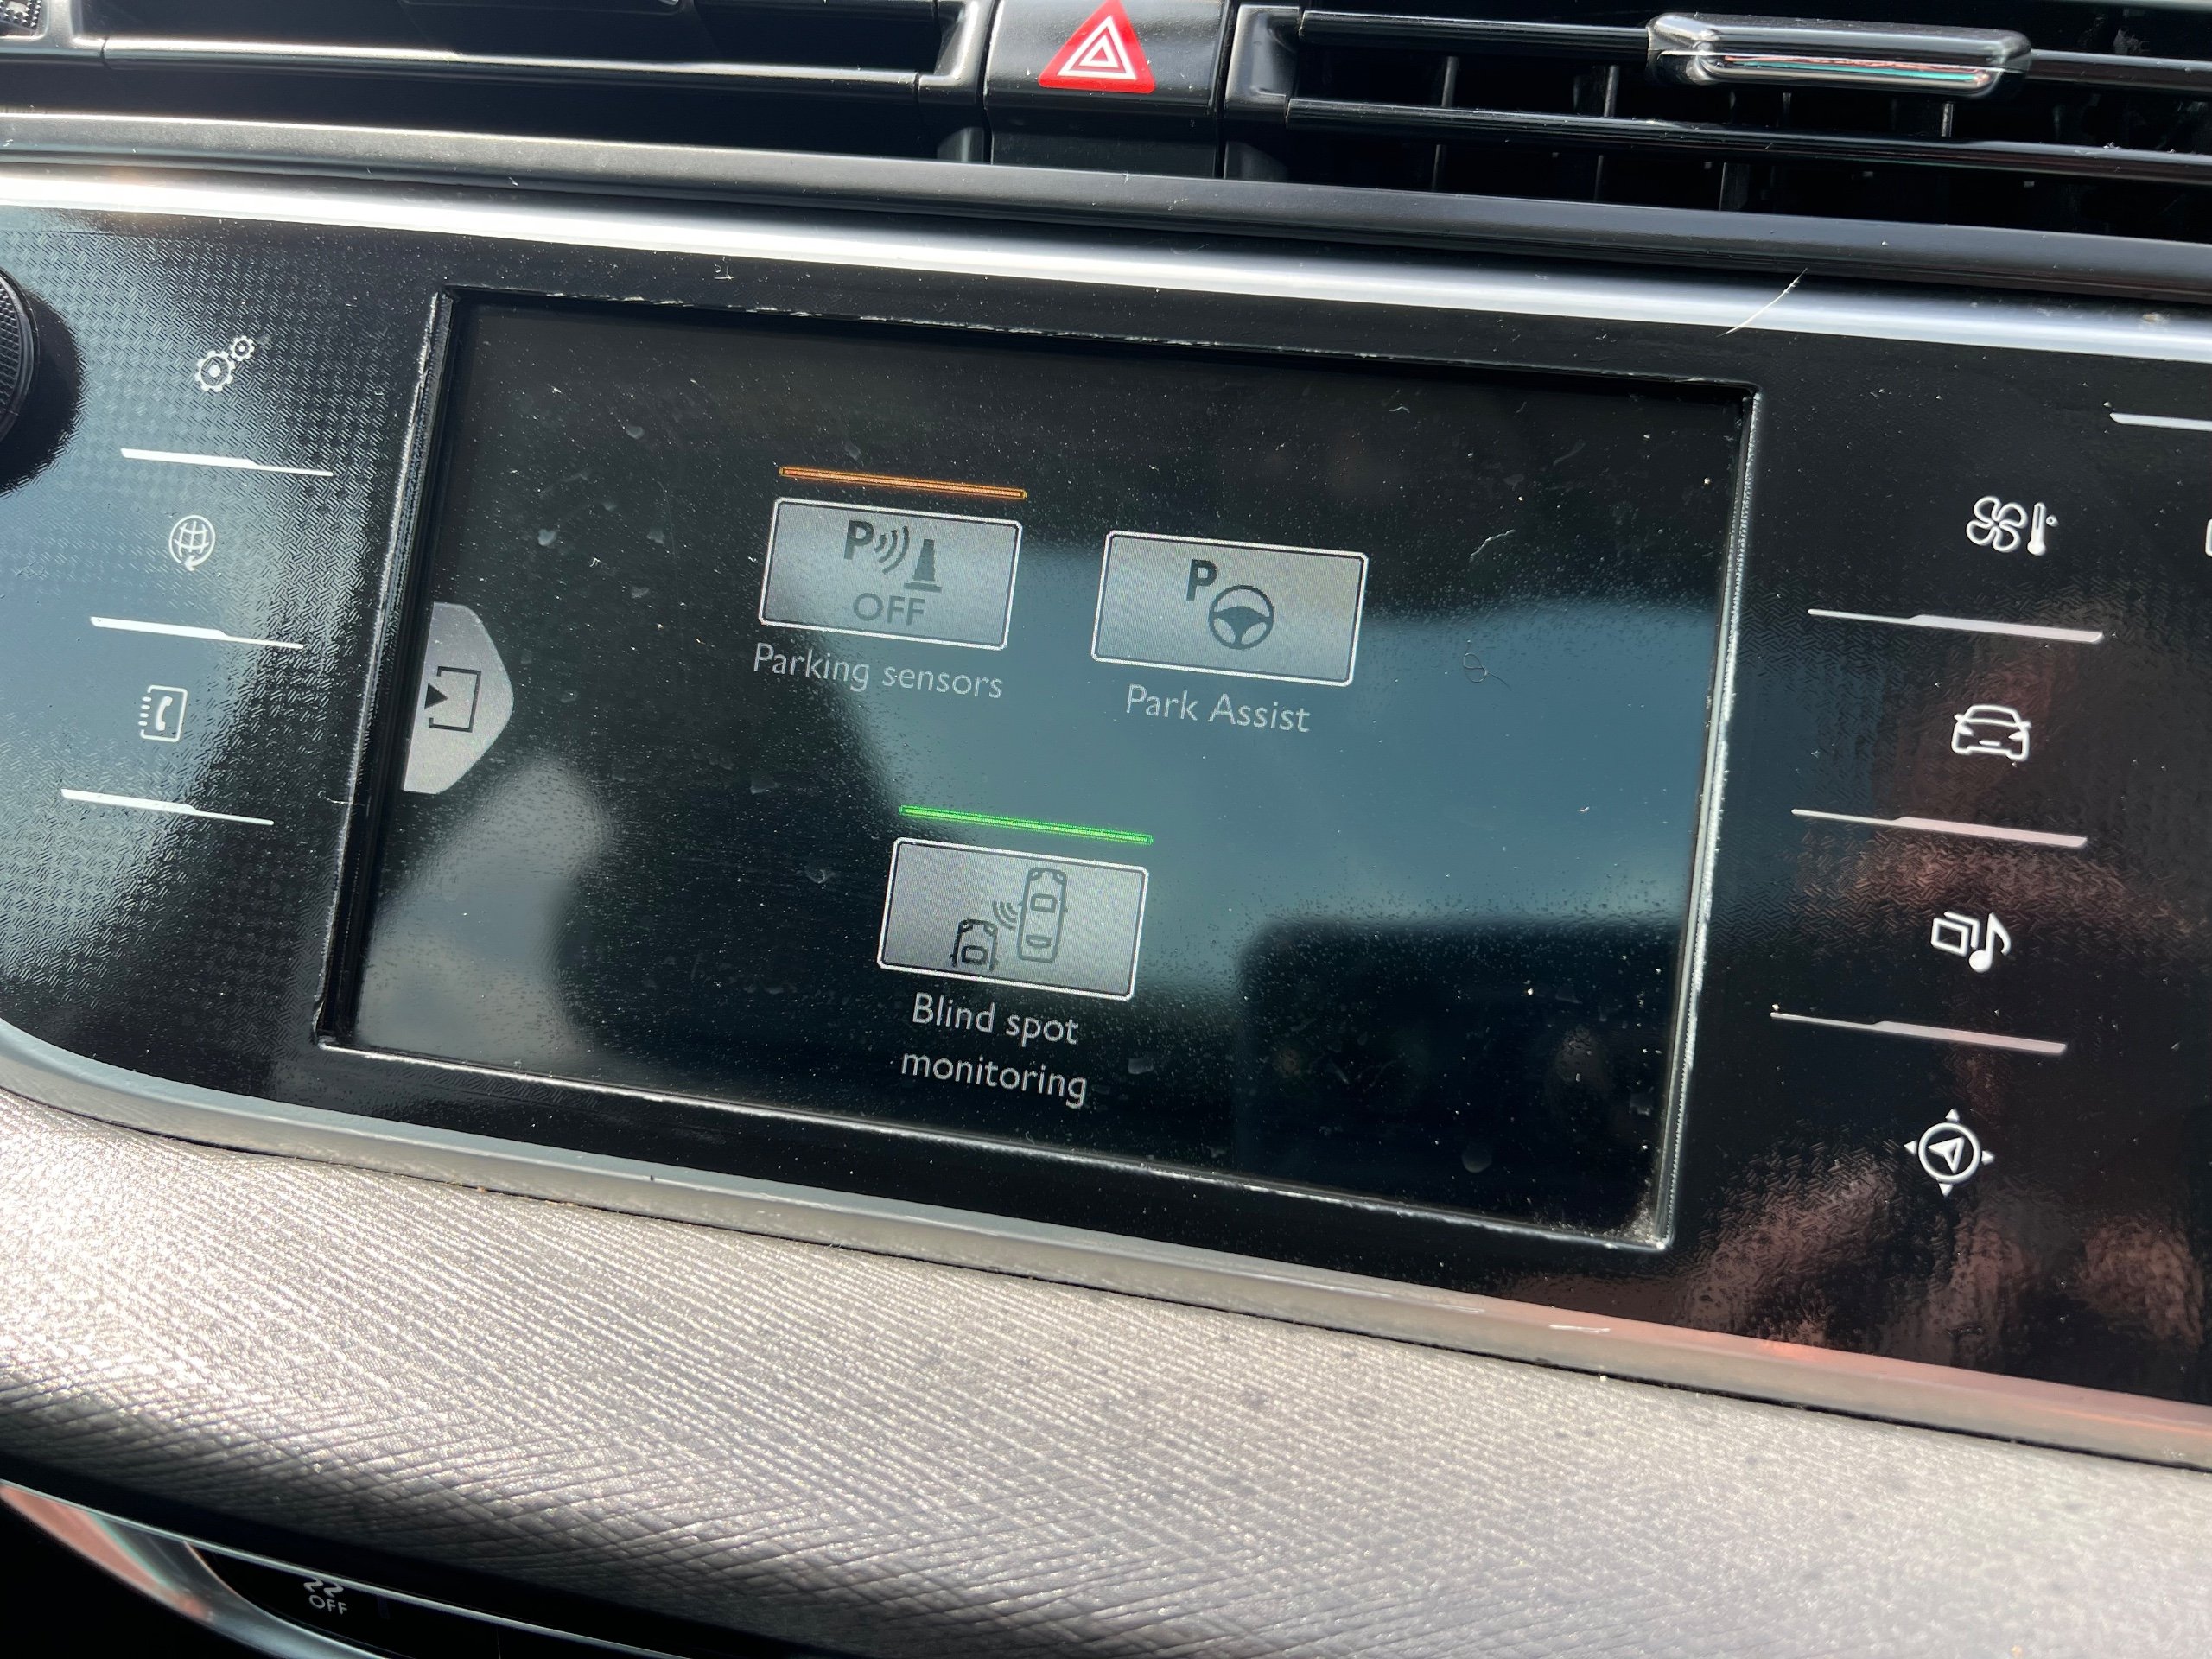 P
OFF
Parking sensors
P
Park Assist
Blind spot
monitoring
OFF